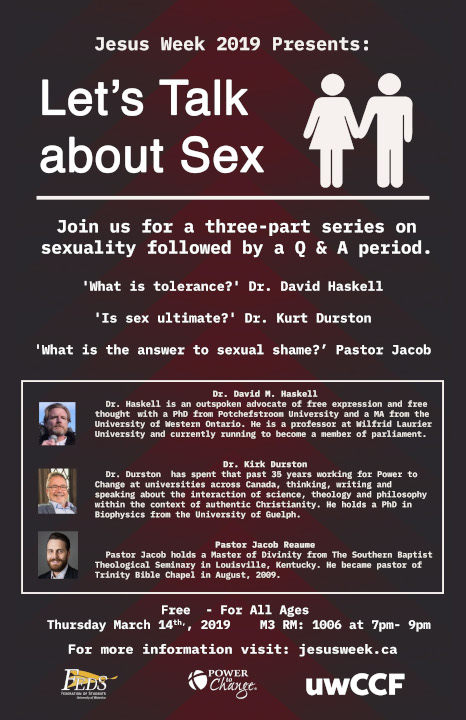 Jesus Week 2019 Presents:
Let's Talk
about Sex
Join us for a three-part series on
sexuality followed by a Q & A period.
'What is tolerance?' Dr. David Haskell
'Is sex ultimate?' Dr. Kurt Durston
'What is the answer to sexual shame?’ Pastor Jacob
Dr. David M. Haskell
Dr. Haskell is an outspoken advocate of free expression and free
thought with a PhD from Potchefstroom University and a MA from the
University of Western Ontario. He is a professor at Wilfrid Laurier
University and currently running to become a member of parliament.
Dr. Kirk Durston
Dr. Durston has spent that past 35 years working for Power to
Change at universities across Canada, thinking, writing and
speaking about the interaction of science, theology and philosophy
within the context of authentic Christianity. He holds a PhD in
Biophysics from the University of Guelph.
Pastor Jacob Reaume
Pastor Jacob holds a Master of Divinity from The Southern Baptist
Theological Seminary in Louisville, Kentucky. He became pastor of
Trinity Bible Chapel in August, 2009.
Free - For All Ages
Thursday March 14th,, 2019 M3 RM: 1006 at 7pm- 9pm
For more information visit: jesusweek.ca
FEDS
FEDERATION OF STUDENTS
University of Waterloo
POWER
to
Change®
uwCCF